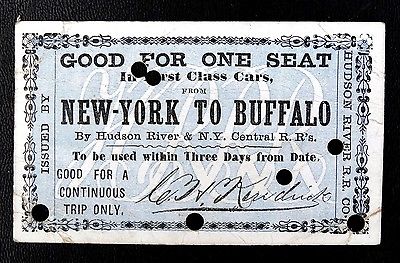 GOOD FOR ONE SEAT
In First Class Cars,
FROM
NEW-YORK TO BUFFALO
By Hudson River & N.Y. Central R.R's.
To be used within Three Days from Date.
GOOD FOR A
CONTINUOUS
TRIP ONLY.
ISSUED BY
HUDSON RIVER R.R. CO.